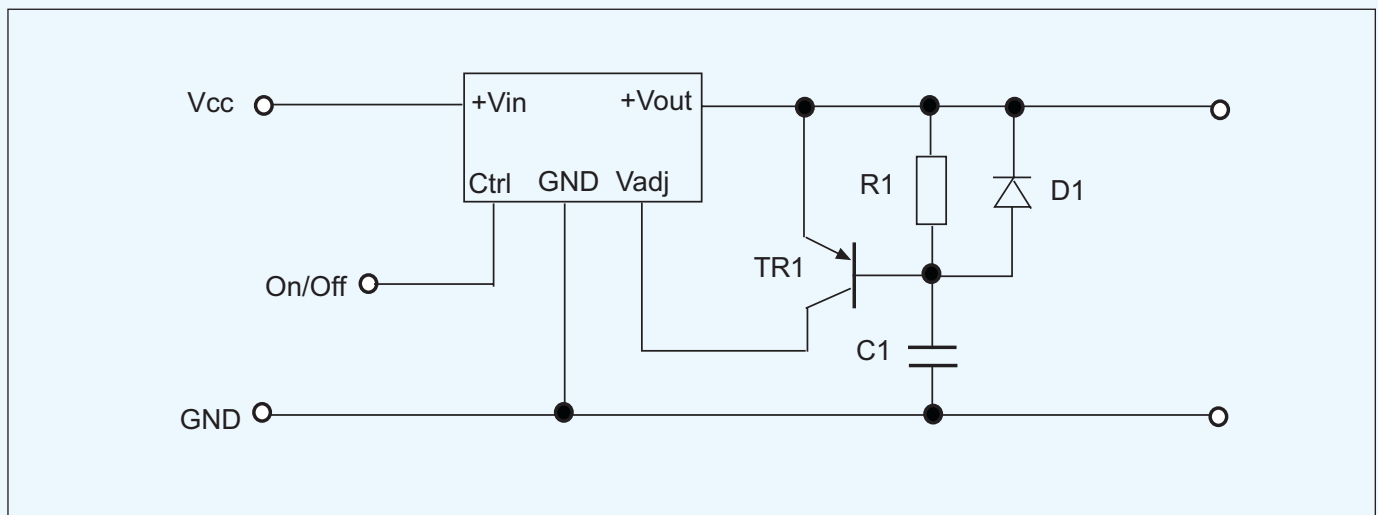 Vcc
+Vin
+Vout
Ctrl
GND
Vadj
R1
D1
TR1
On/Off
C1
GND